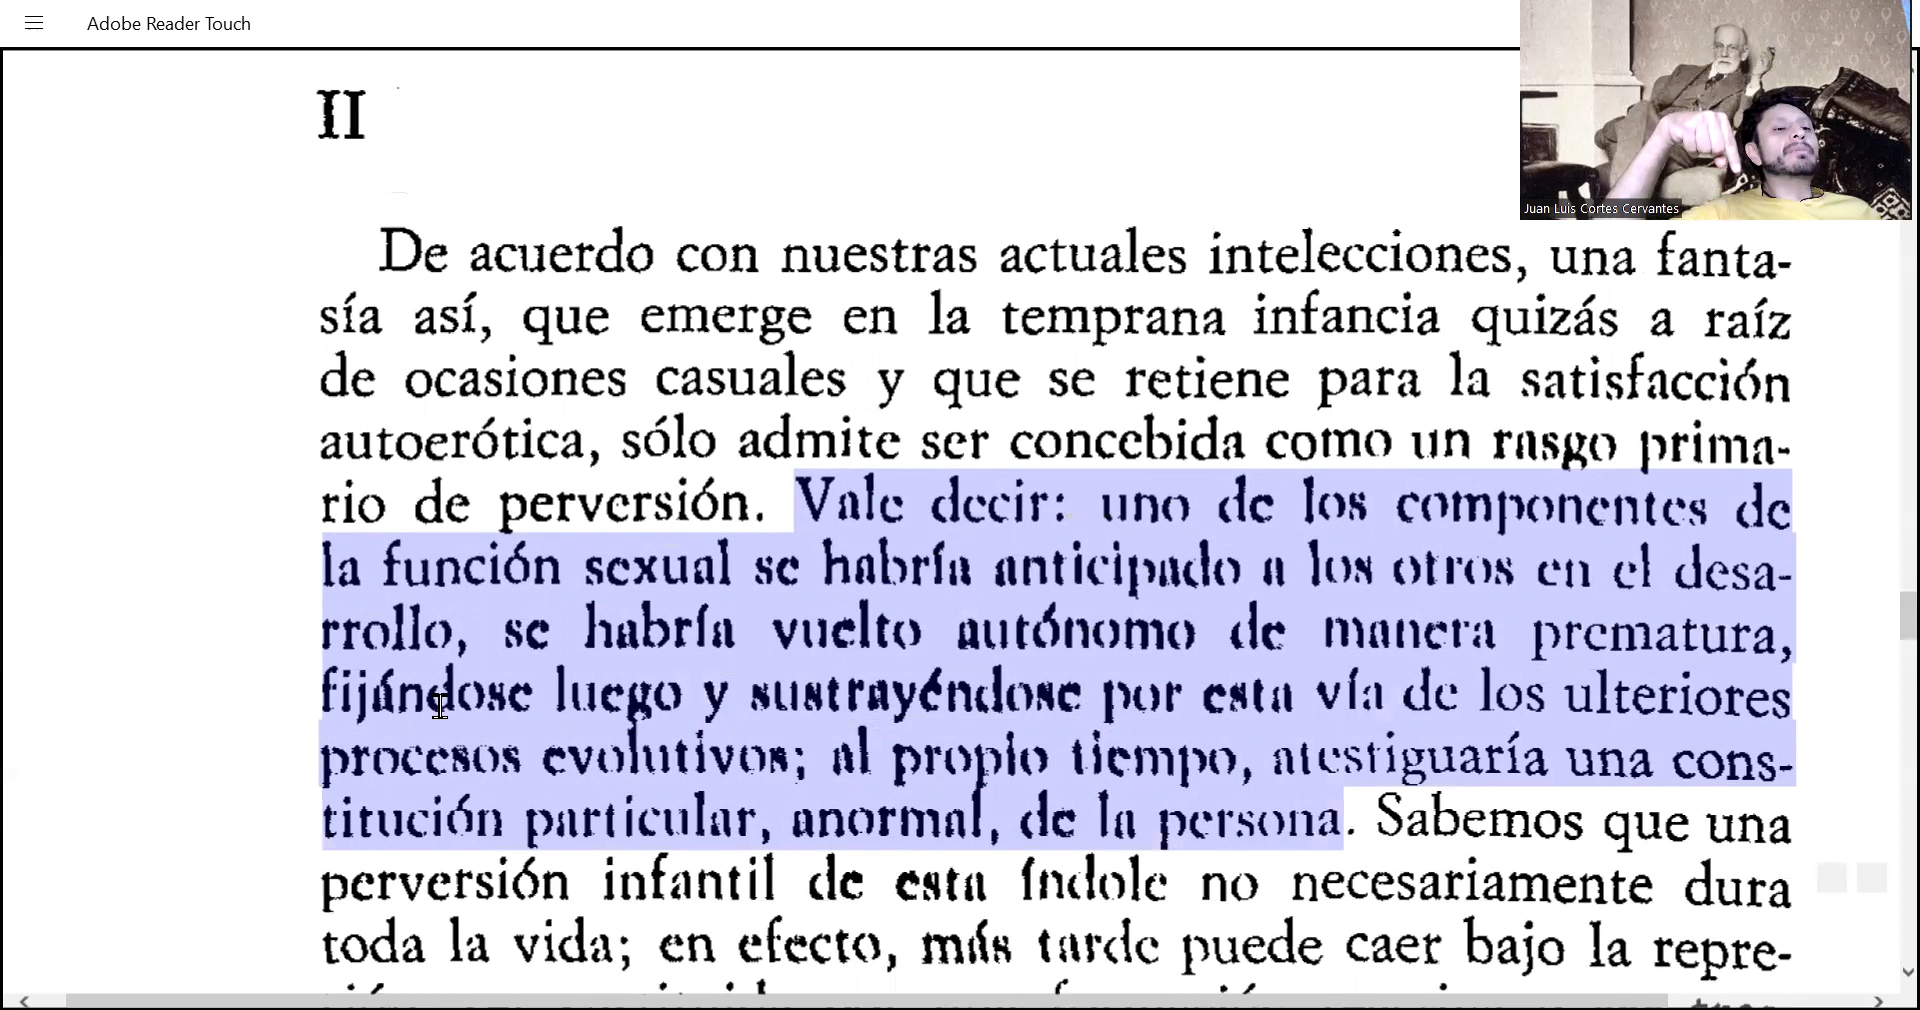 Adobe Reader Touch
Juan Luis Cortes Cervantes
II
De acuerdo con nuestras actuales intelecciones, una fanta-
sía así, que emerge en la temprana infancia quizás a raíz
de ocasiones casuales y que se retiene para la satisfacción
autoerótica, sólo admite ser concebida como un rasgo prima-
rio de perversión. Vale decir: uno de los componentes de
la función sexual se habría anticipado a los otros en el desa-
rrollo, se habría vuelto autónomo de manera prematura,
fijándose luego y sustrayéndose por esta vía de los ulteriores
procesos evolutivos; al propio tiempo, atestiguaría una cons-
titución particular, anormal, de la persona. Sabemos que una
perversión infantil de esta índole no necesariamente dura
toda la vida; en efecto, más tarde puede caer bajo la repre-